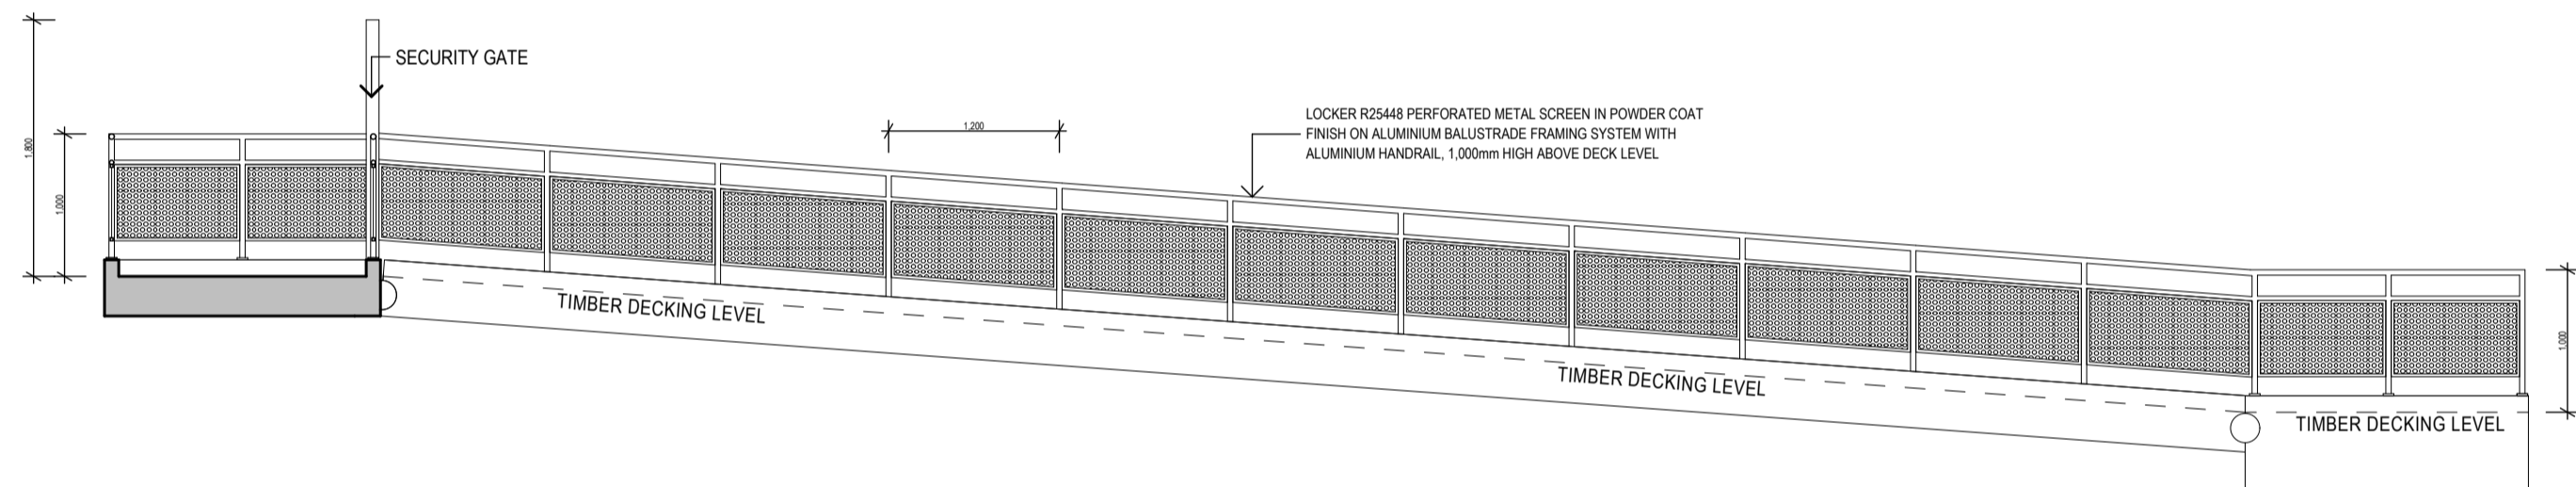 SECURITY GATE
1,800
1,000
1,200
LOCKER R25448 PERFORATED METAL SCREEN IN POWDER COAT
FINISH ON ALUMINIUM BALUSTRADE FRAMING SYSTEM WITH
ALUMINIUM HANDRAIL, 1,000mm HIGH ABOVE DECK LEVEL
TIMBER DECKING LEVEL
TIMBER DECKING LEVEL
TIMBER DECKING LEVEL
1,000